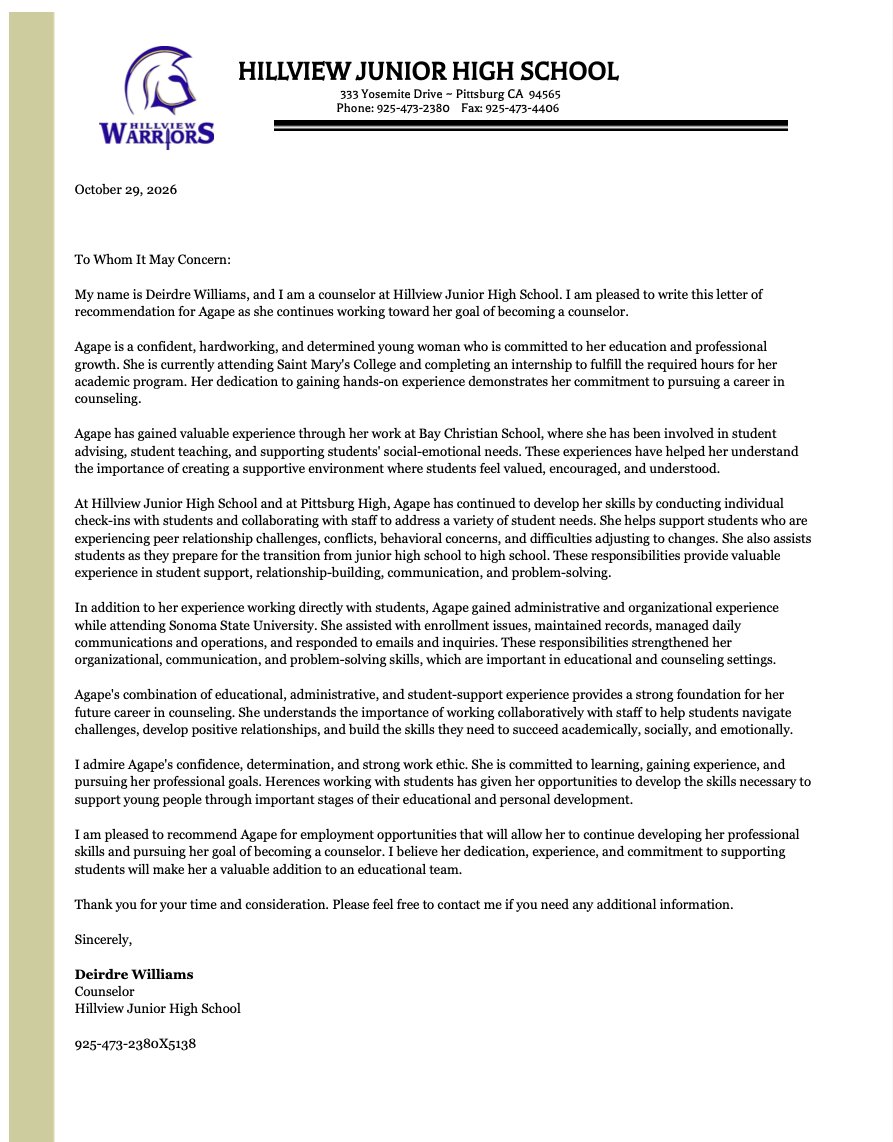 HILLVIEW JUNIOR HIGH SCHOOL
333 Yosemite Drive ~ Pittsburg CA  94565
Phone: 925-473-2380    Fax: 925-473-4406
HILLVIEW
WARRIORS
October 29, 2026
To Whom It May Concern:
My name is Deirdre Williams, and I am a counselor at Hillview Junior High School. I am pleased to write this letter of
recommendation for Agape as she continues working toward her goal of becoming a counselor.
Agape is a confident, hardworking, and determined young woman who is committed to her education and professional
growth. She is currently attending Saint Mary's College and completing an internship to fulfill the required hours for her
academic program. Her dedication to gaining hands-on experience demonstrates her commitment to pursuing a career in
counseling.
Agape has gained valuable experience through her work at Bay Christian School, where she has been involved in student
advising, student teaching, and supporting students' social-emotional needs. These experiences have helped her understand
the importance of creating a supportive environment where students feel valued, encouraged, and understood.
At Hillview Junior High School and at Pittsburg High, Agape has continued to develop her skills by conducting individual
check-ins with students and collaborating with staff to address a variety of student needs. She helps support students who are
experiencing peer relationship challenges, conflicts, behavioral concerns, and difficulties adjusting to changes. She also assists
students as they prepare for the transition from junior high school to high school. These responsibilities provide valuable
experience in student support, relationship-building, communication, and problem-solving.
In addition to her experience working directly with students, Agape gained administrative and organizational experience
while attending Sonoma State University. She assisted with enrollment issues, maintained records, managed daily
communications and operations, and responded to emails and inquiries. These responsibilities strengthened her
organizational, communication, and problem-solving skills, which are important in educational and counseling settings.
Agape's combination of educational, administrative, and student-support experience provides a strong foundation for her
future career in counseling. She understands the importance of working collaboratively with staff to help students navigate
challenges, develop positive relationships, and build the skills they need to succeed academically, socially, and emotionally.
I admire Agape's confidence, determination, and strong work ethic. She is committed to learning, gaining experience, and
pursuing her professional goals. Herences working with students has given her opportunities to develop the skills necessary to
support young people through important stages of their educational and personal development.
I am pleased to recommend Agape for employment opportunities that will allow her to continue developing her professional
skills and pursuing her goal of becoming a counselor. I believe her dedication, experience, and commitment to supporting
students will make her a valuable addition to an educational team.
Thank you for your time and consideration. Please feel free to contact me if you need any additional information.
Sincerely,
Deirdre Williams
Counselor
Hillview Junior High School
925-473-2380X5138